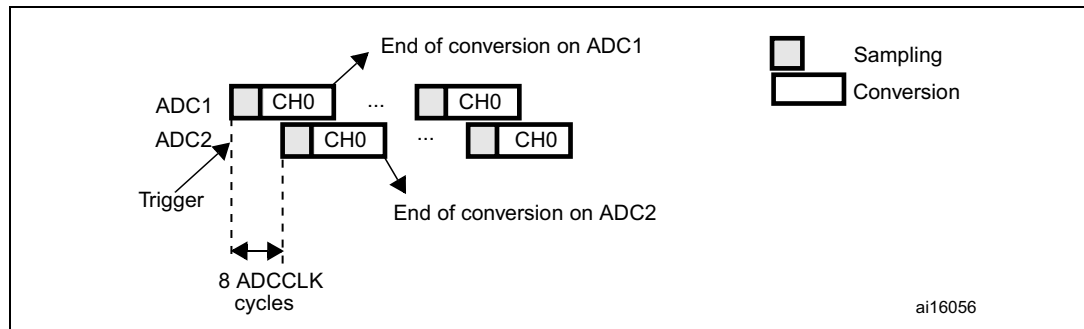 End of conversion on ADC1
Sampling
Conversion
ADC1 CH0 ... CH0
ADC2 CH0 ... CH0
Trigger
End of conversion on ADC2
8 ADCCLK
cycles
ai16056